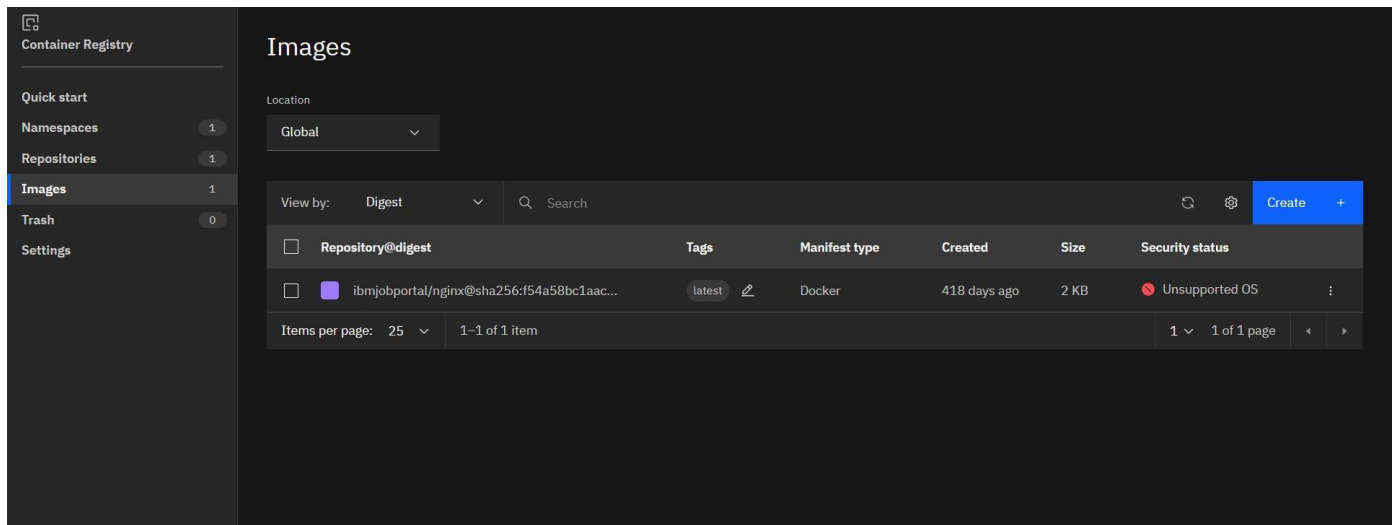 Container Registry
Quick start
Namespaces 1
Repositories 1
Images 1
Trash 0
Settings
Images
Location
Global
View by: Digest Search Create +
Repository@digest Tags Manifest type Created Size Security status
ibmjobportal/nginx@sha256:f54a58bc1aac... latest Docker 418 days ago 2 KB Unsupported OS
Items per page: 25 1–1 of 1 item 1 1 of 1 page